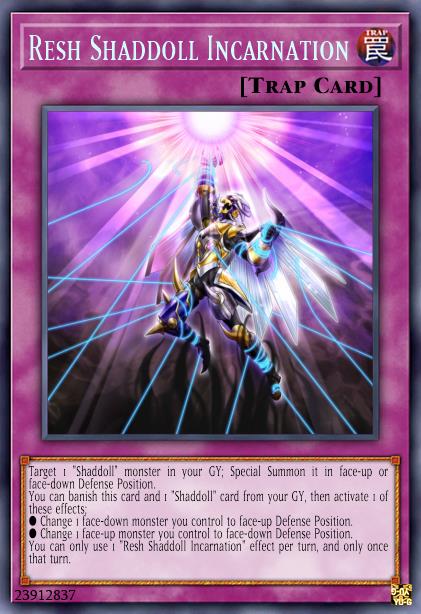 Resh Shaddoll Incarnation
TRAP
罠
[Trap Card]
Target 1 "Shaddoll" monster in your GY; Special Summon it in face-up or
face-down Defense Position.
You can banish this card and 1 "Shaddoll" card from your GY, then activate 1 of
these effects;
● Change 1 face-down monster you control to face-up Defense Position.
● Change 1 face-up monster you control to face-down Defense Position.
You can only use 1 "Resh Shaddoll Incarnation" effect per turn, and only once
that turn.
23912837